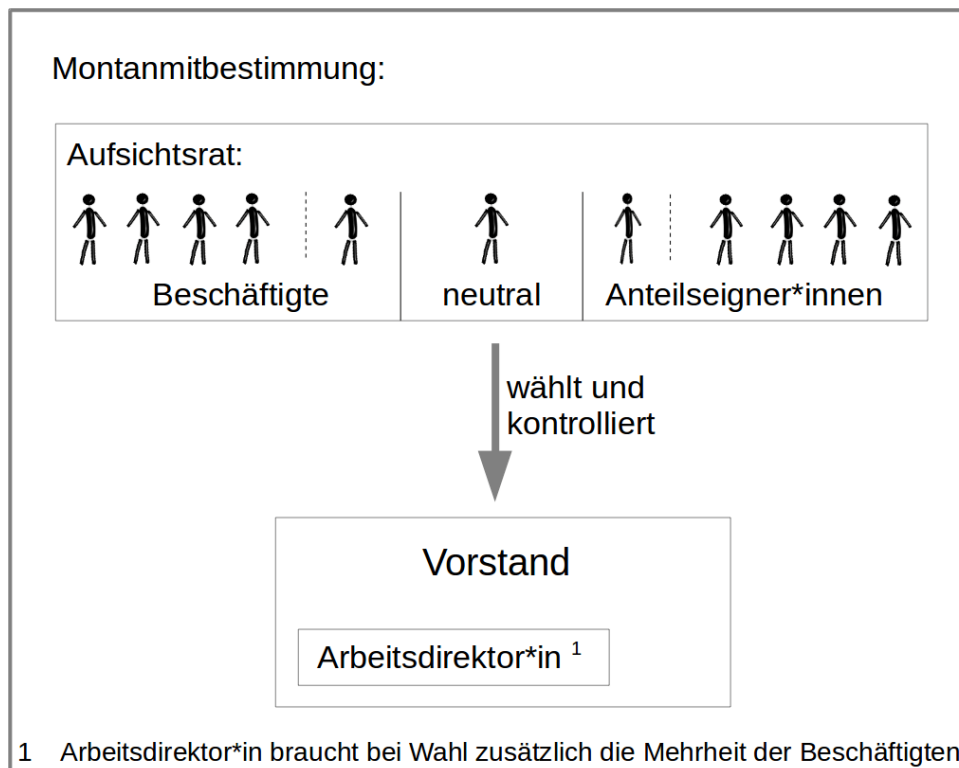 Montanmitbestimmung:
Aufsichtsrat:
Beschäftigte
neutral
Anteilseigner*innen
wählt und
kontrolliert
Vorstand
Arbeitsdirektor*in 1
1 Arbeitsdirektor*in braucht bei Wahl zusätzlich die Mehrheit der Beschäftigten